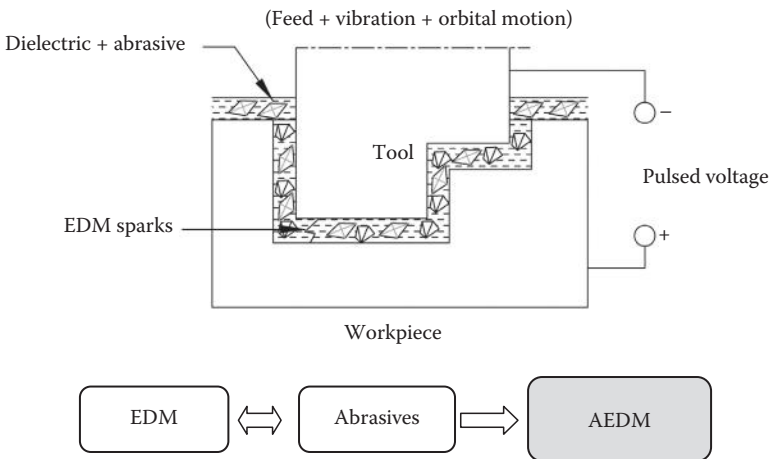 (Feed + vibration + orbital motion)
Dielectric + abrasive
Tool
−
Pulsed voltage
EDM sparks
+
Workpiece
EDM
Abrasives
AEDM